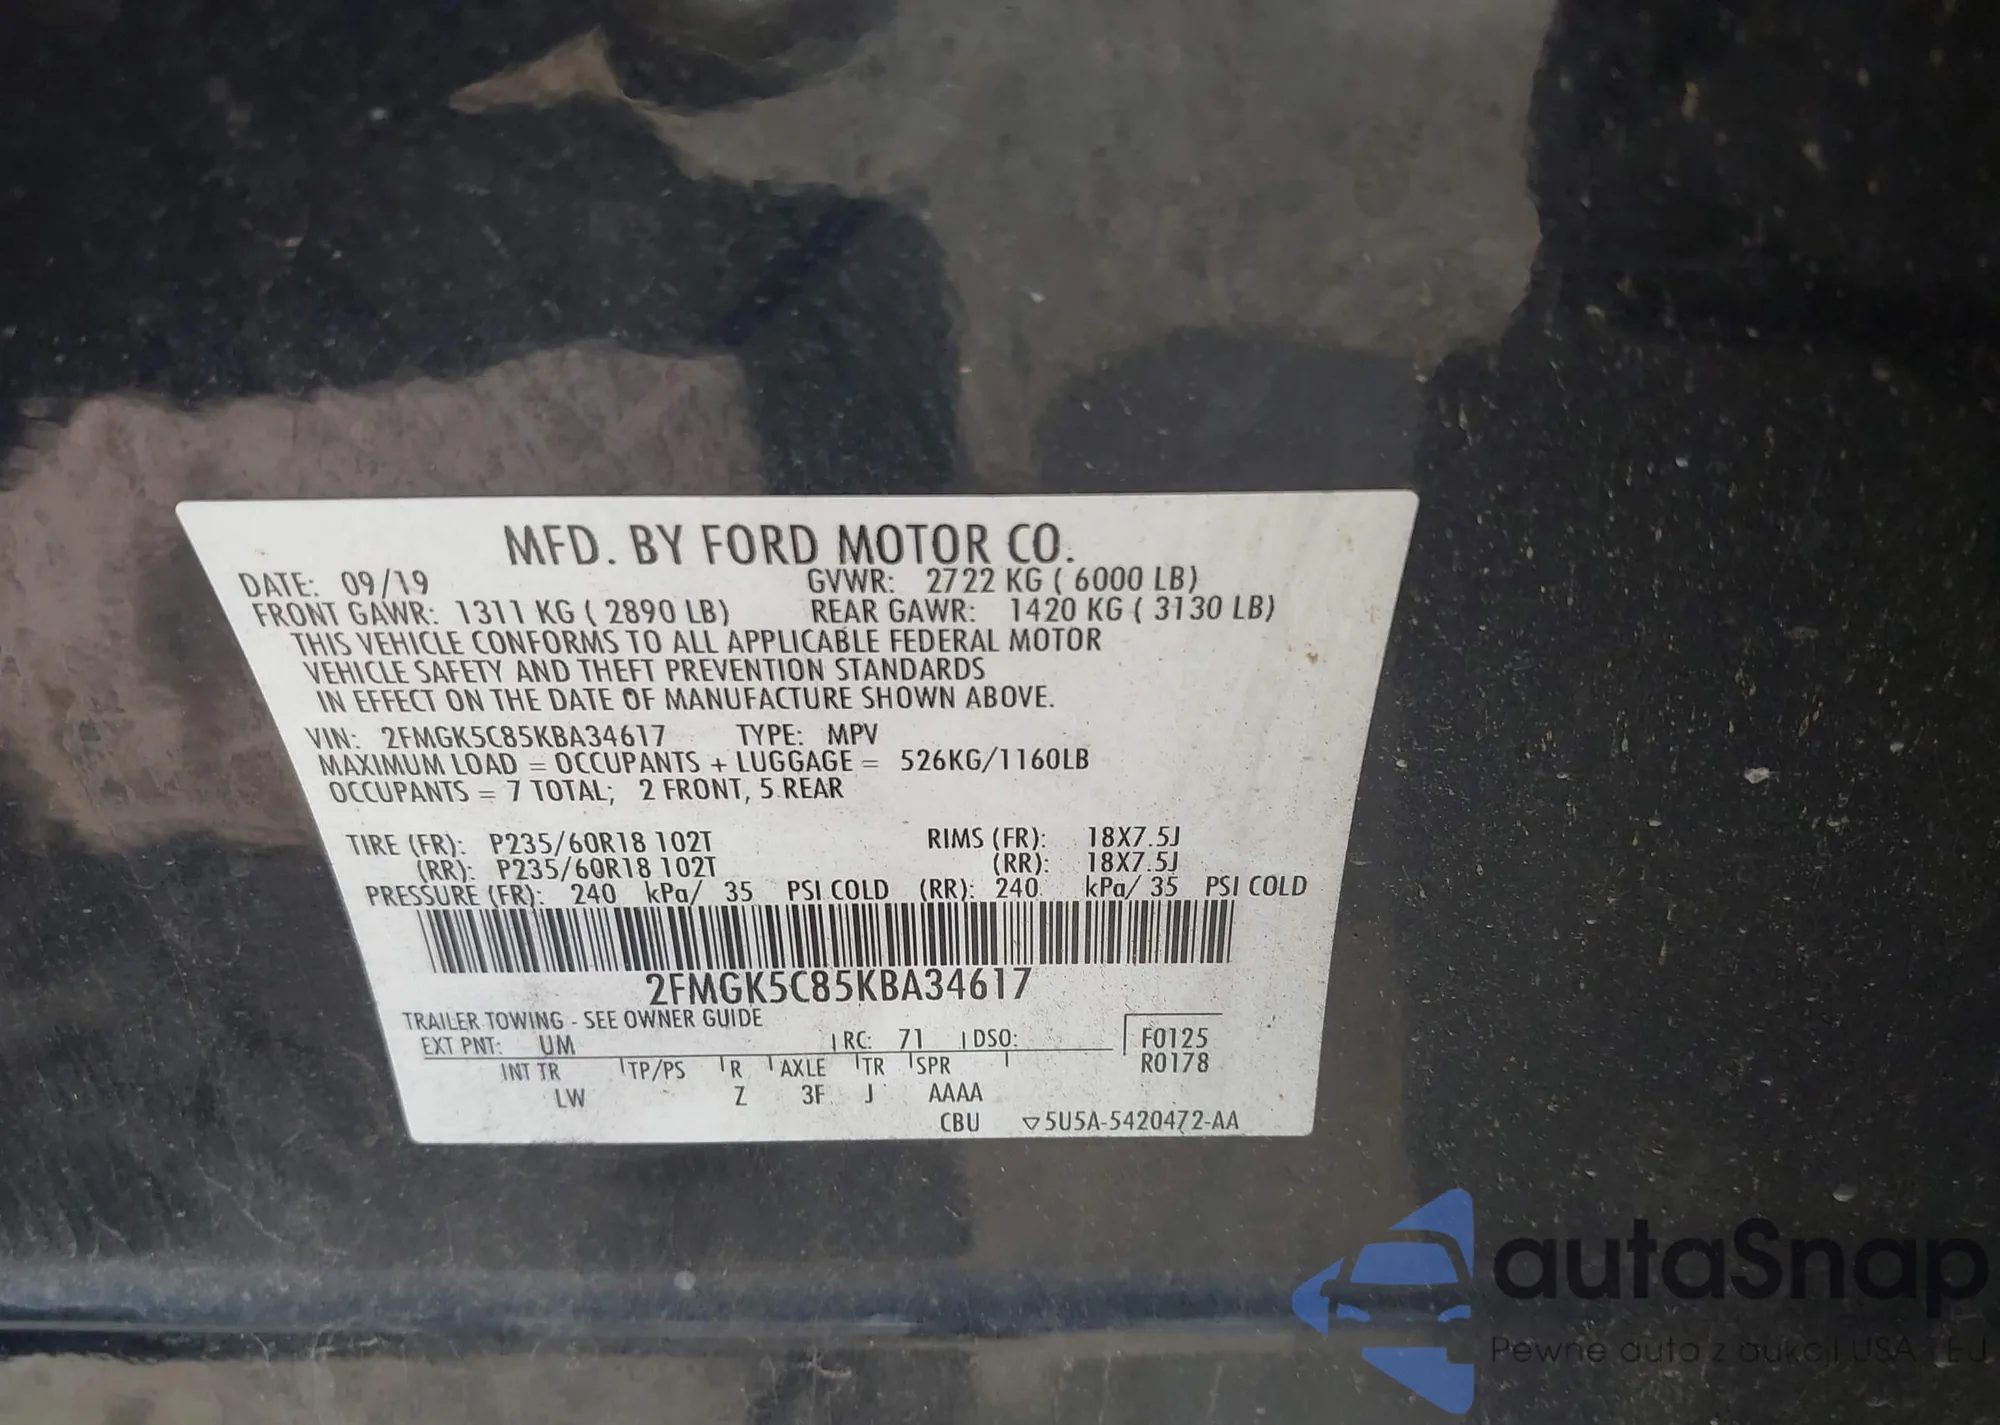 MFD. BY FORD MOTOR CO.
DATE: 09/19 GVWR: 2722 KG ( 6000 LB)
FRONT GAWR: 1311 KG ( 2890 LB) REAR GAWR: 1420 KG ( 3130 LB)
THIS VEHICLE CONFORMS TO ALL APPLICABLE FEDERAL MOTOR
VEHICLE SAFETY AND THEFT PREVENTION STANDARDS
IN EFFECT ON THE DATE OF MANUFACTURE SHOWN ABOVE.
VIN: 2FMGK5C85KBA34617 TYPE: MPV
MAXIMUM LOAD = OCCUPANTS + LUGGAGE = 526KG/1160LB
OCCUPANTS = 7 TOTAL; 2 FRONT, 5 REAR
TIRE (FR): P235/60R18 102T RIMS (FR): 18X7.5J
(RR): P235/60R18 102T (RR): 18X7.5J
PRESSURE (FR): 240 kPa/ 35 PSI COLD (RR): 240 kPa/ 35 PSI COLD
2FMGK5C85KBA34617
TRAILER TOWING - SEE OWNER GUIDE
EXT PNT: UM RC: 71 DSO: F0125
INT TR TP/PS R AXLE TR SPR R0178
LW Z 3F J AAAA
CBU ▽5U5A-5420472-AA
autaSnap
Pewne auta z aukcji USA i EU